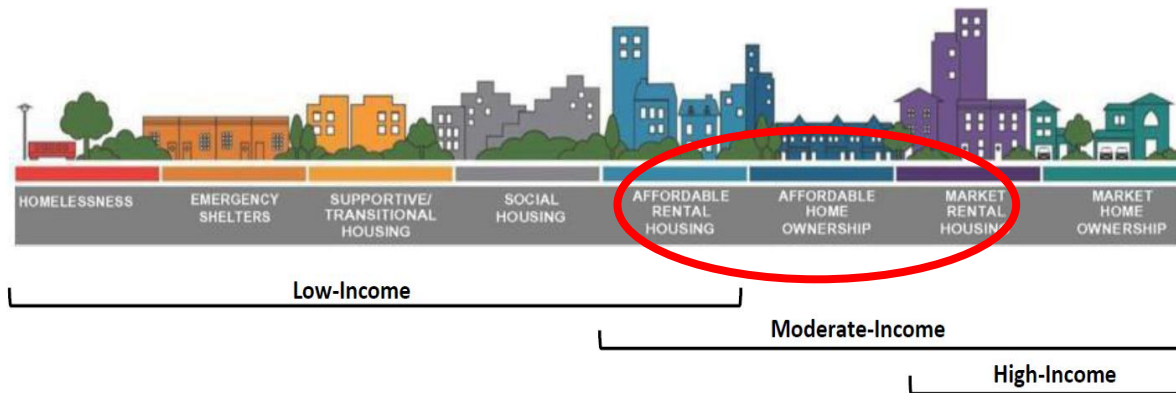 HOMELESSNESS
EMERGENCY
SHELTERS
SUPPORTIVE/
TRANSITIONAL
HOUSING
SOCIAL
HOUSING
AFFORDABLE
RENTAL
HOUSING
AFFORDABLE
HOME
OWNERSHIP
MARKET
RENTAL
HOUSING
MARKET
HOME
OWNERSHIP
Low-Income
Moderate-Income
High-Income